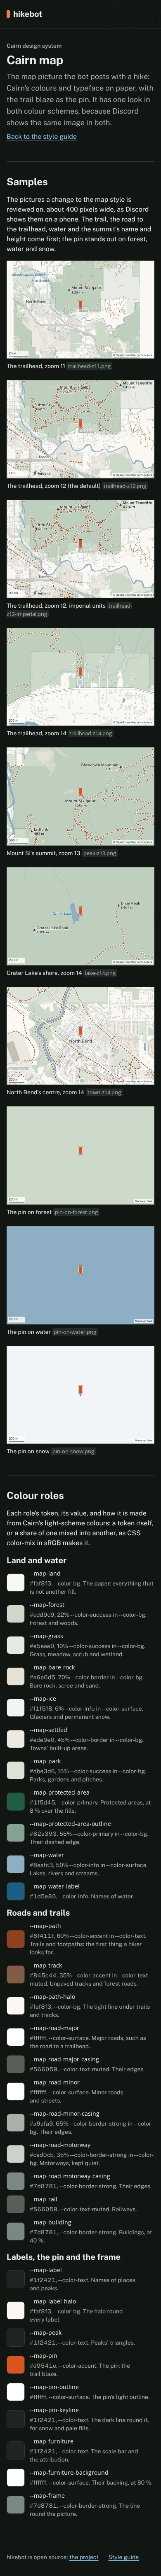 hikebot
Cairn design system
Cairn map
The map picture the bot posts with a hike:
Cairn's colours and typeface on paper, with
the trail blaze as the pin. It has one look in
both colour schemes, because Discord
shows the same image in both.
Back to the style guide
Samples
The pictures a change to the map style is
reviewed on, about 400 pixels wide, as Discord
shows them on a phone. The trail, the road to
the trailhead, water and the summit's name and
height come first; the pin stands out on forest,
water and snow.
The trailhead, zoom 11 trailhead-z11.png
The trailhead, zoom 12 (the default) trailhead-z12.png
The trailhead, zoom 12, imperial units trailhead-
z12-imperial.png
The trailhead, zoom 14 trailhead-z14.png
Mount Si's summit, zoom 13 peak-z13.png
Crater Lake's shore, zoom 14 lake-z14.png
North Bend
North Bend's centre, zoom 14 town-z14.png
The pin on forest pin-on-forest.png
The pin on water pin-on-water.png
The pin on snow pin-on-snow.png
Colour roles
Each role's token, its value, and how it is made
from Cairn's light-scheme colours: a token itself,
or a share of one mixed into another, as CSS
color-mix in sRGB makes it.
Land and water
--map-land
#faf8f3, --color-bg. The paper: everything that
is not another fill.
--map-forest
#cdd9c9, 22% --color-success in --color-bg.
Forest and woods.
--map-grass
#e5eae0, 10% --color-success in --color-bg.
Grass, meadow, scrub and wetland.
--map-bare-rock
#e6e0d5, 70% --color-border in --color-bg.
Bare rock, scree and sand.
--map-ice
#f1f5f8, 6% --color-info in --color-surface.
Glaciers and permanent snow.
--map-settled
#ede9e0, 45% --color-border in --color-bg.
Towns' built-up areas.
--map-park
#dbe3d6, 15% --color-success in --color-bg.
Parks, gardens and pitches.
--map-protected-area
#1f5d45, --color-primary. Protected areas, at
8 % over the fills.
--map-protected-area-outline
#82a393, 55% --color-primary in --color-bg.
Their dashed edge.
--map-water
#8eafc3, 50% --color-info in --color-surface.
Lakes, rivers and streams.
--map-water-label
#1d5e86, --color-info. Names of water.
Roads and trails
--map-path
#8f411f, 60% --color-accent in --color-text.
Trails and footpaths: the first thing a hiker
looks for.
--map-track
#845c44, 35% --color-accent in --color-text-
muted. Unpaved tracks and forest roads.
--map-path-halo
#faf8f3, --color-bg. The light line under trails
and tracks.
--map-road-major
#ffffff, --color-surface. Major roads, such as
the road to a trailhead.
--map-road-major-casing
#566059, --color-text-muted. Their edges.
--map-road-minor
#ffffff, --color-surface. Minor roads
and streets.
--map-road-minor-casing
#a9afa9, 65% --color-border-strong in --color-
bg. Their edges.
--map-road-motorway
--map-road-motorway-casing
#7d8781, --color-border-strong. Their edges.
--map-rail
#566059, --color-text-muted. Railways.
--map-building
#7d8781, --color-border-strong. Buildings, at
40 %.
Labels, the pin and the frame
--map-label
#1f2421, --color-text. Names of places
and peaks.
--map-label-halo
#faf8f3, --color-bg. The halo round
every label.
--map-peak
#1f2421, --color-text. Peaks' triangles.
--map-pin
#d9541e, --color-accent. The pin: the
trail blaze.
--map-pin-outline
#ffffff, --color-surface. The pin's light outline.
--map-pin-keyline
#1f2421, --color-text. The dark line round it,
for snow and pale fills.
--map-furniture
#1f2421, --color-text. The scale bar and
the attribution.
--map-furniture-background
#ffffff, --color-surface. Their backing, at 80 %.
--map-frame
#7d8781, --color-border-strong. The line
round the picture.
hikebot is open source: the project Style guide